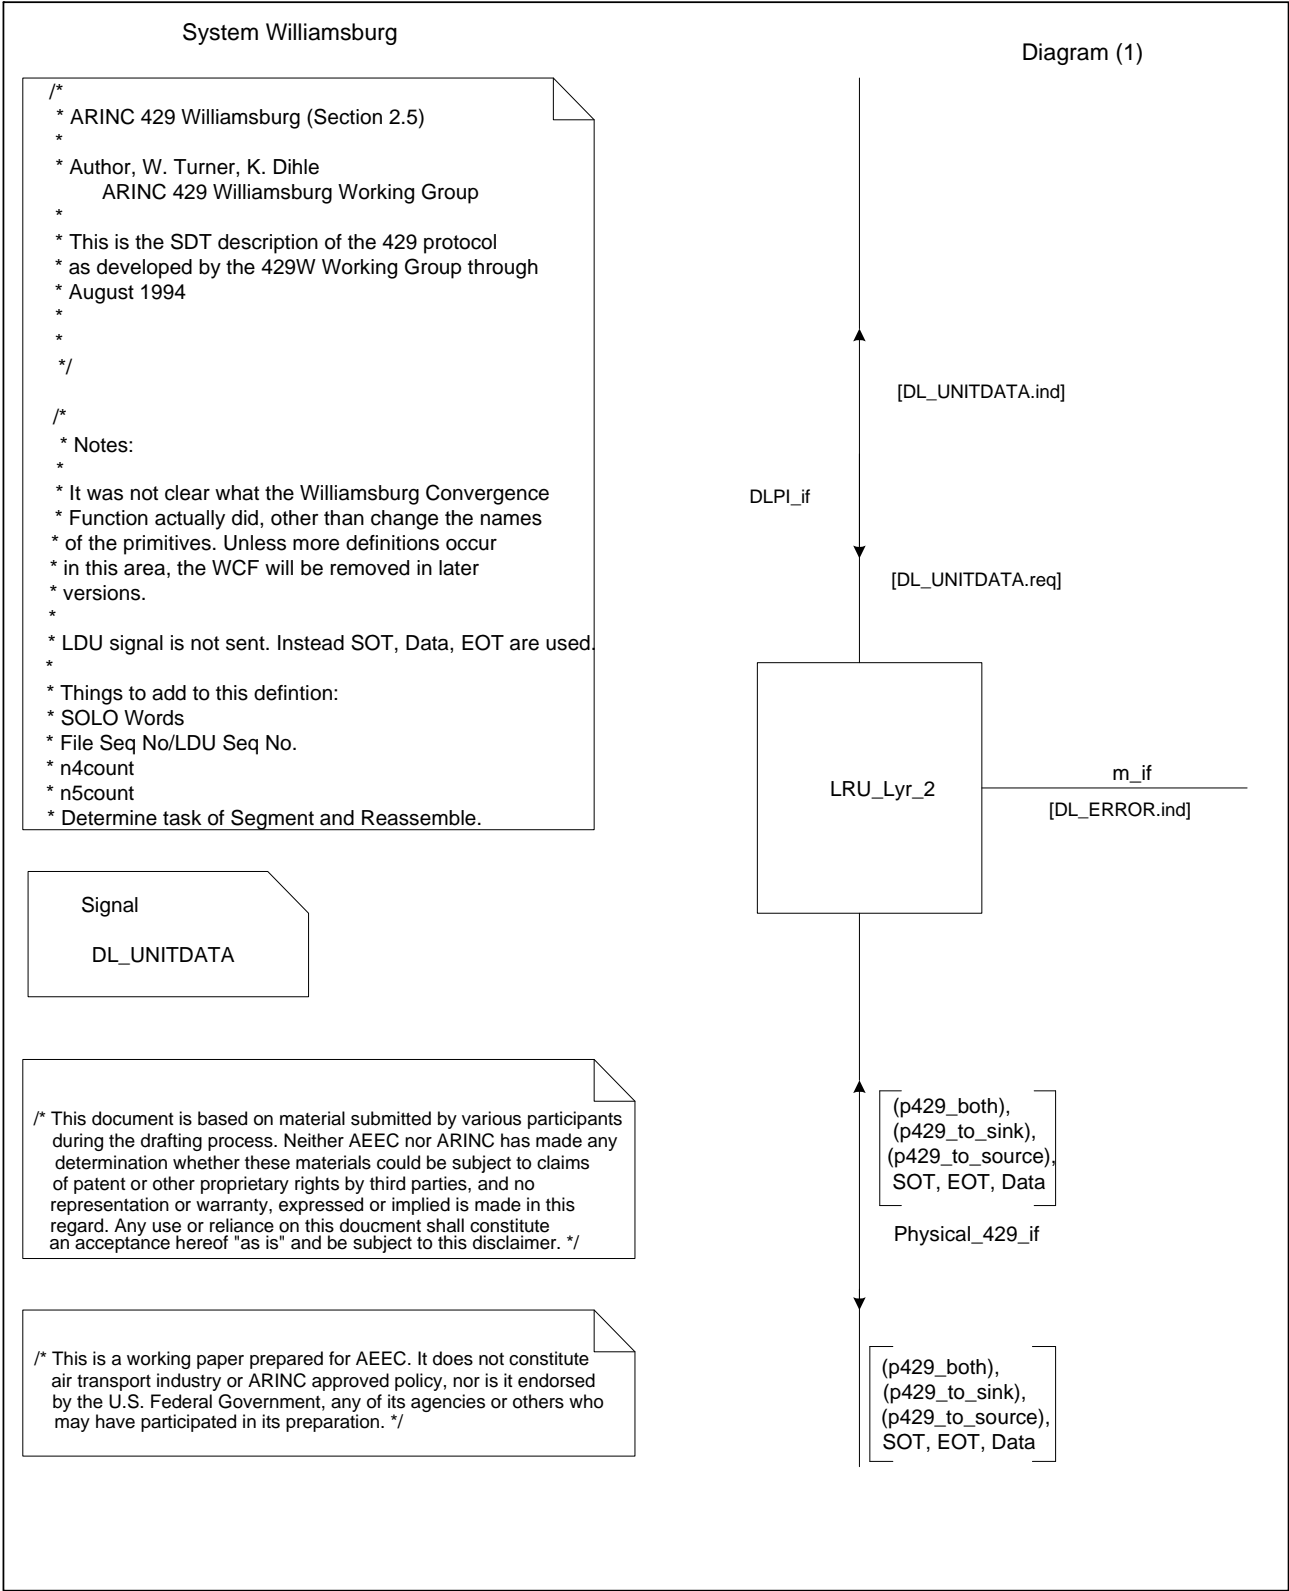 System Williamsburg
Diagram (1)
/*
* ARINC 429 Williamsburg (Section 2.5)
*
* Author, W. Turner, K. Dihle
ARINC 429 Williamsburg Working Group
*
* This is the SDT description of the 429 protocol
* as developed by the 429W Working Group through
* August 1994
*
*
*/
/*
* Notes:
*
* It was not clear what the Williamsburg Convergence
* Function actually did, other than change the names
* of the primitives. Unless more definitions occur
* in this area, the WCF will be removed in later
* versions.
*
* LDU signal is not sent. Instead SOT, Data, EOT are used.
*
* Things to add to this defintion:
* SOLO Words
* File Seq No/LDU Seq No.
* n4count
* n5count
* Determine task of Segment and Reassemble.
Signal
DL_UNITDATA
/* This document is based on material submitted by various participants
during the drafting process. Neither AEEC nor ARINC has made any
determination whether these materials could be subject to claims
of patent or other proprietary rights by third parties, and no
representation or warranty, expressed or implied is made in this
regard. Any use or reliance on this doucment shall constitute
an acceptance hereof "as is" and be subject to this disclaimer. */
/* This is a working paper prepared for AEEC. It does not constitute
air transport industry or ARINC approved policy, nor is it endorsed
by the U.S. Federal Government, any of its agencies or others who
may have participated in its preparation. */
[DL_UNITDATA.ind]
DLPI_if
[DL_UNITDATA.req]
LRU_Lyr_2
m_if
[DL_ERROR.ind]
(p429_both),
(p429_to_sink),
(p429_to_source),
SOT, EOT, Data
Physical_429_if
(p429_both),
(p429_to_sink),
(p429_to_source),
SOT, EOT, Data